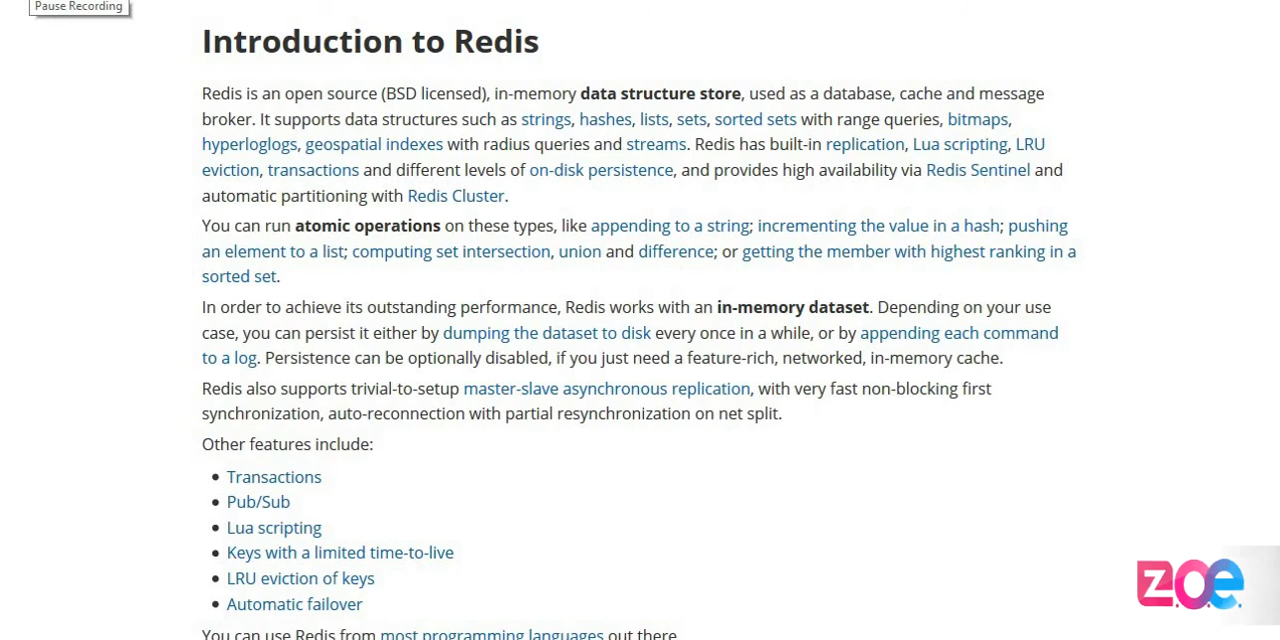 Pause Recording
Introduction to Redis
Redis is an open source (BSD licensed), in-memory data structure store, used as a database, cache and message
broker. It supports data structures such as strings, hashes, lists, sets, sorted sets with range queries, bitmaps,
hyperloglogs, geospatial indexes with radius queries and streams. Redis has built-in replication, Lua scripting, LRU
eviction, transactions and different levels of on-disk persistence, and provides high availability via Redis Sentinel and
automatic partitioning with Redis Cluster.
You can run atomic operations on these types, like appending to a string; incrementing the value in a hash; pushing
an element to a list; computing set intersection, union and difference; or getting the member with highest ranking in a
sorted set.
In order to achieve its outstanding performance, Redis works with an in-memory dataset. Depending on your use
case, you can persist it either by dumping the dataset to disk every once in a while, or by appending each command
to a log. Persistence can be optionally disabled, if you just need a feature-rich, networked, in-memory cache.
Redis also supports trivial-to-setup master-slave asynchronous replication, with very fast non-blocking first
synchronization, auto-reconnection with partial resynchronization on net split.
Other features include:
• Transactions
• Pub/Sub
• Lua scripting
• Keys with a limited time-to-live
• LRU eviction of keys
• Automatic failover
You can use Redis from most programming languages out there
z.o.e.